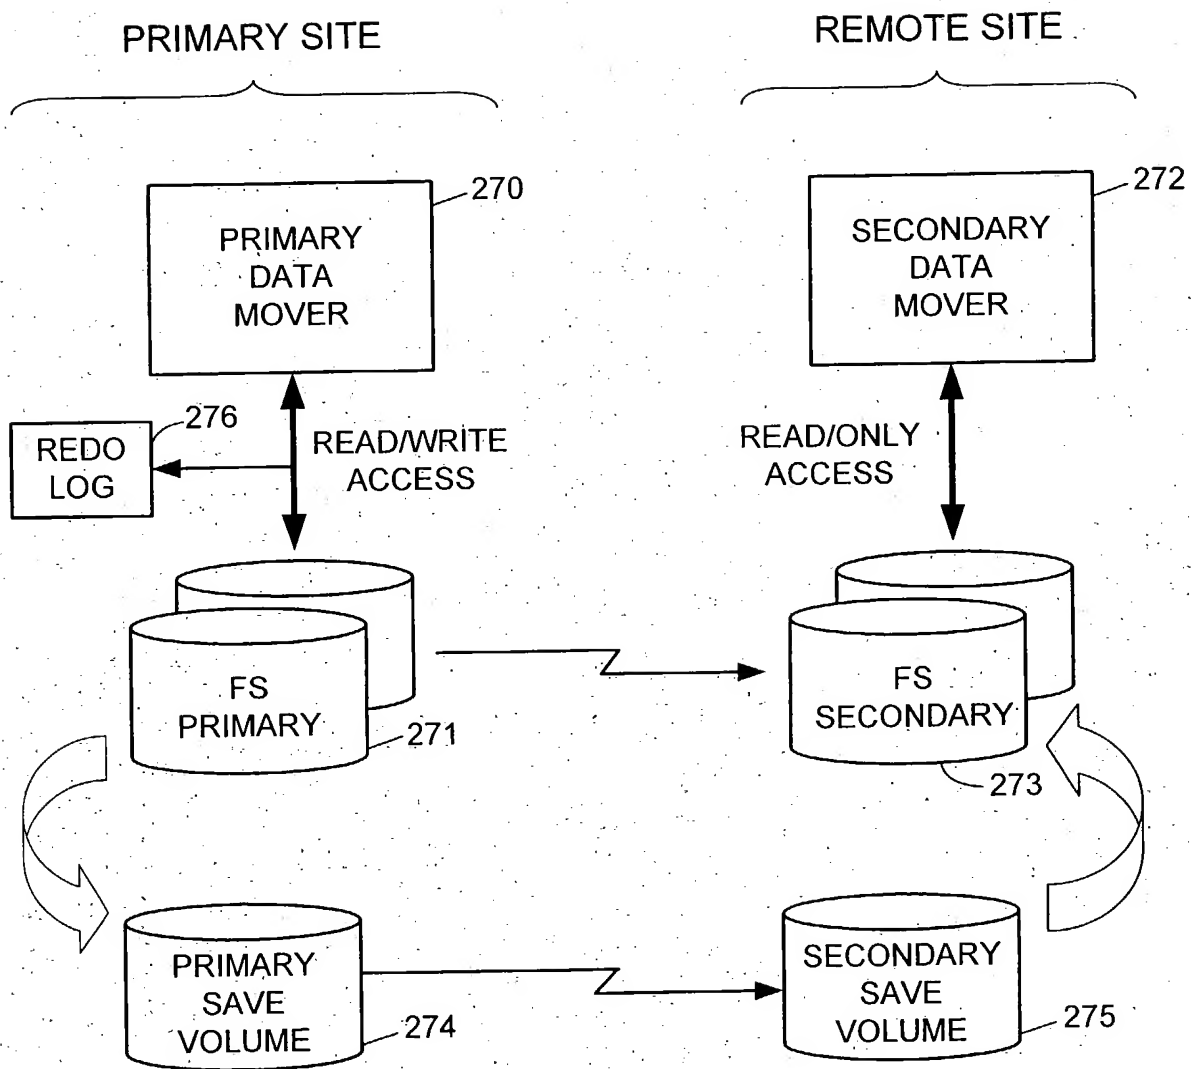 PRIMARY SITE
REMOTE SITE
270
PRIMARY
DATA
MOVER
272
SECONDARY
DATA
MOVER
276
REDO
LOG
READ/WRITE
ACCESS
READ/ONLY
ACCESS
FS
PRIMARY
271
FS
SECONDARY
273
PRIMARY
SAVE
VOLUME
274
SECONDARY
SAVE
VOLUME
275